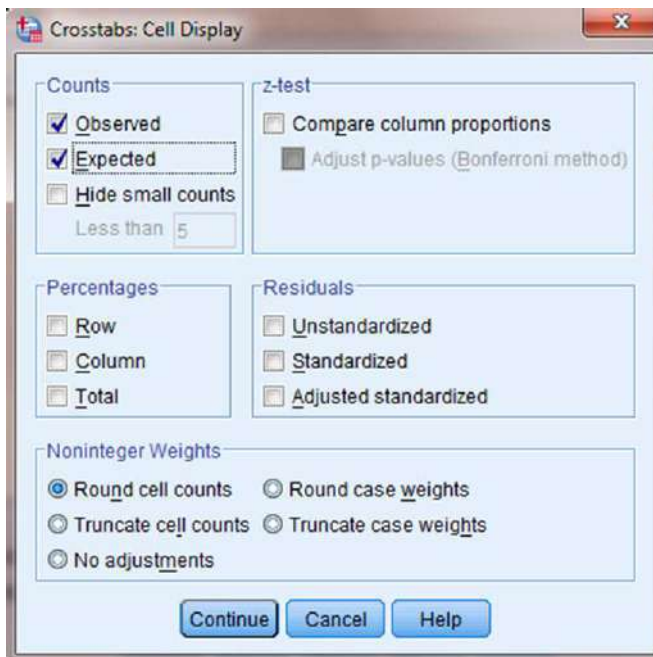 Crosstabs: Cell Display
Counts
Observed
Expected
Hide small counts
Less than 5
z-test
Compare column proportions
Adjust p-values (Bonferroni method)
Percentages
Row
Column
Total
Residuals
Unstandardized
Standardized
Adjusted standardized
Noninteger Weights
Round cell counts
Round case weights
Truncate cell counts
Truncate case weights
No adjustments
Continue
Cancel
Help